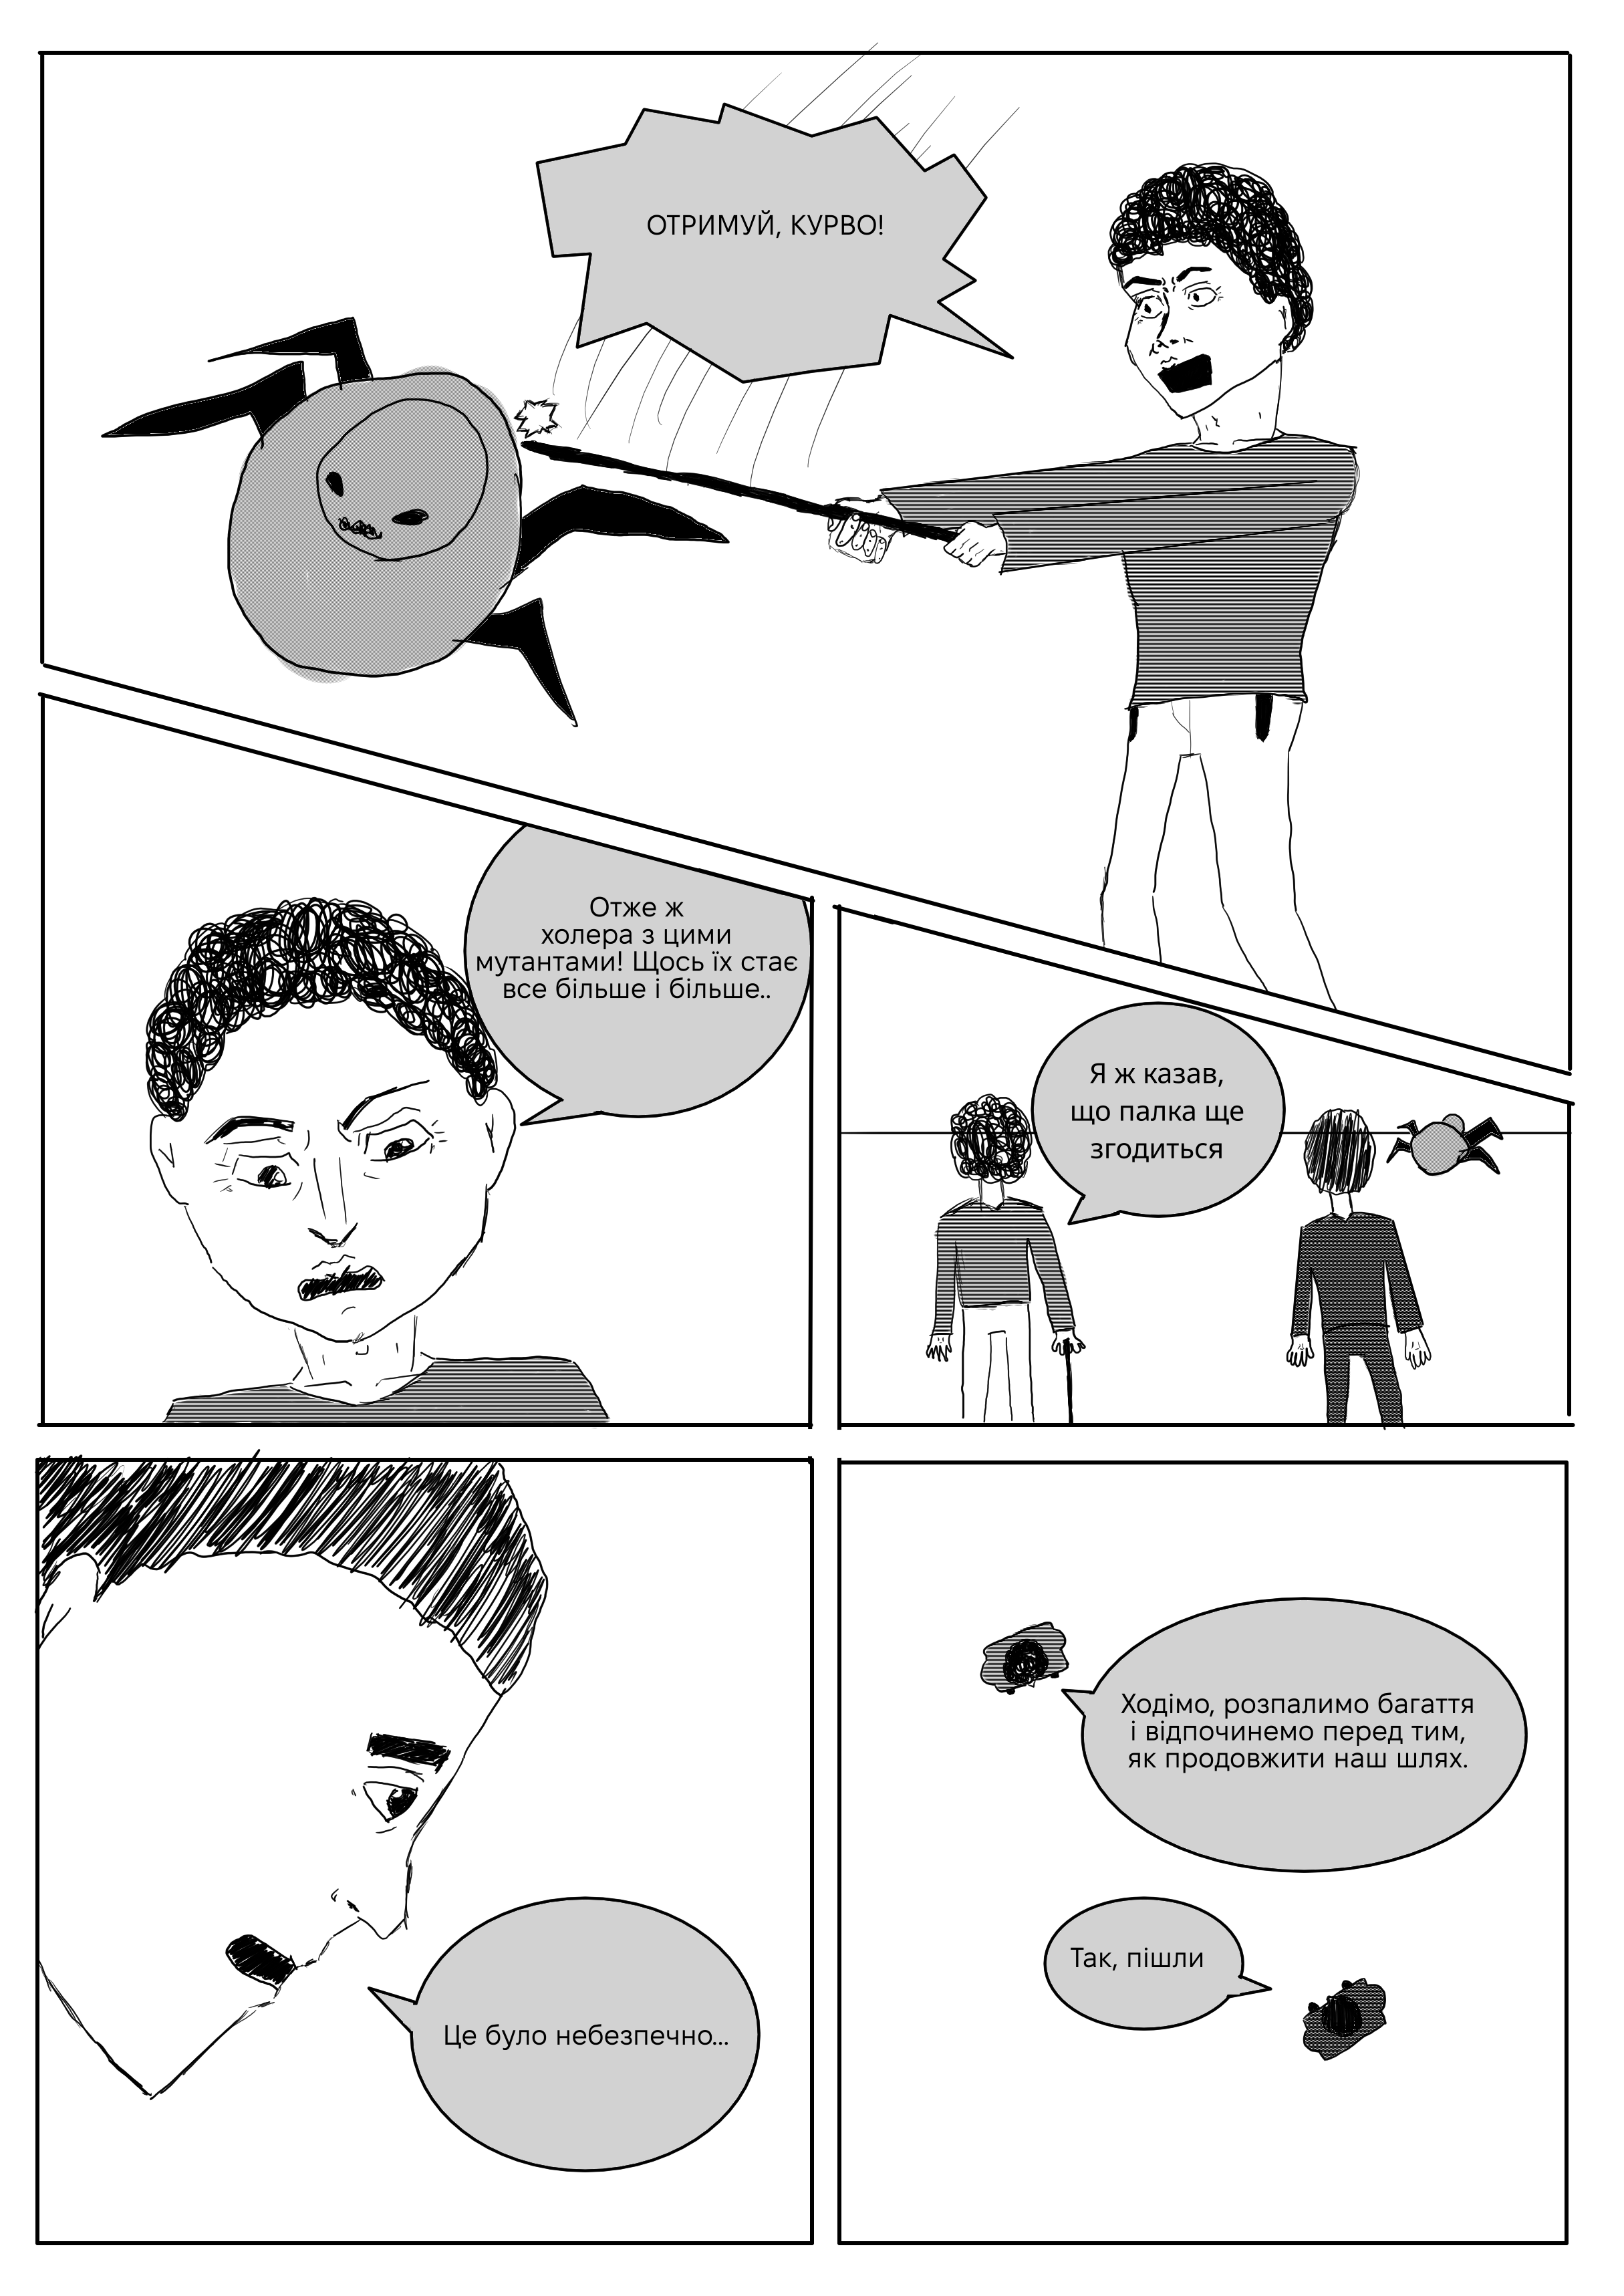 ОТРИМУЙ, КУРВО!
Отже ж
холера з цими
мутантами! Щось їх стає
все більше і більше..
Я ж казав,
що палка ще
згодиться
Це було небезпечно...
Ходімо, розпалимо багаття
і відпочинемо перед тим,
як продовжити наш шлях.
Так, пішли